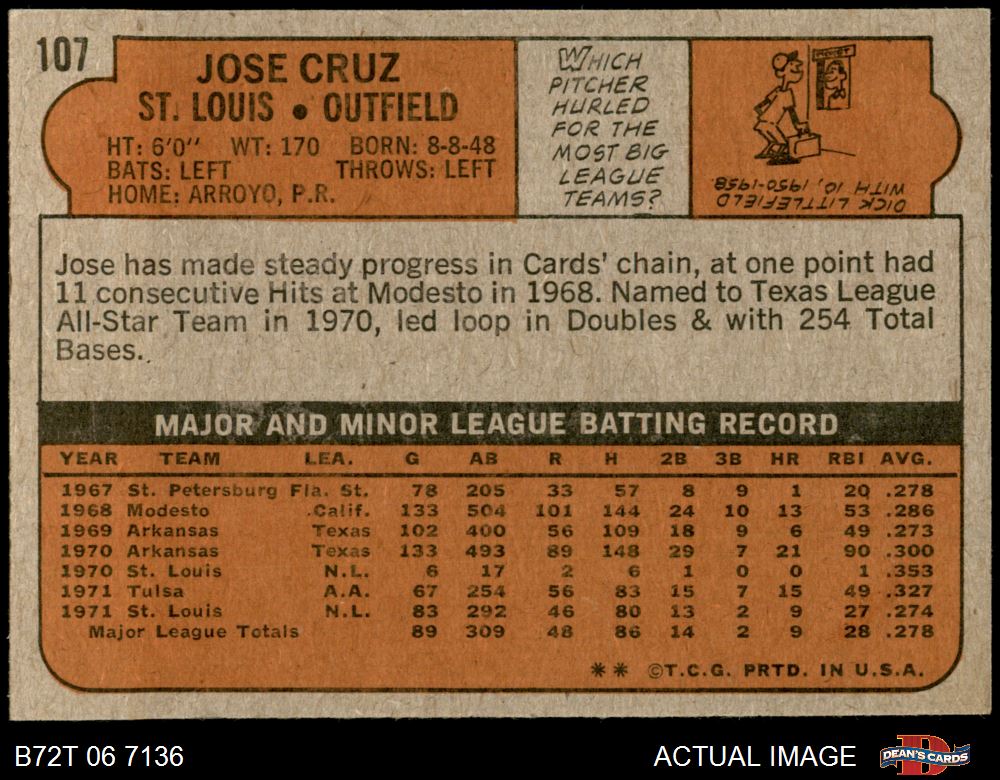 107
JOSE CRUZ
ST. LOUIS • OUTFIELD
HT: 6'0" WT: 170 BORN: 8-8-48
BATS: LEFT THROWS: LEFT
HOME: ARROYO, P.R.
WHICH
PITCHER
HURLED
FOR THE
MOST BIG
LEAGUE
TEAMS?
DICK LITTLEFIELD
WITH 10, 1950-1958
Jose has made steady progress in Cards' chain, at one point had
11 consecutive Hits at Modesto in 1968. Named to Texas League
All-Star Team in 1970, led loop in Doubles & with 254 Total
Bases.
MAJOR AND MINOR LEAGUE BATTING RECORD
YEAR TEAM LEA. G AB R H 2B 3B HR RBI AVG.
1967 St. Petersburg Fla. St. 78 205 33 57 8 9 1 20 .278
1968 Modesto Calif. 133 504 101 144 24 10 13 53 .286
1969 Arkansas Texas 102 400 56 109 18 9 6 49 .273
1970 Arkansas Texas 133 493 89 148 29 7 21 90 .300
1970 St. Louis N.L. 6 17 2 6 1 0 0 1 .353
1971 Tulsa A.A. 67 254 56 83 15 7 15 49 .327
1971 St. Louis N.L. 83 292 46 80 13 2 9 27 .274
Major League Totals 89 309 48 86 14 2 9 28 .278
** ©T.C.G. PRTD. IN U.S.A.
B72T 06 7136 ACTUAL IMAGE DEAN'S CARDS